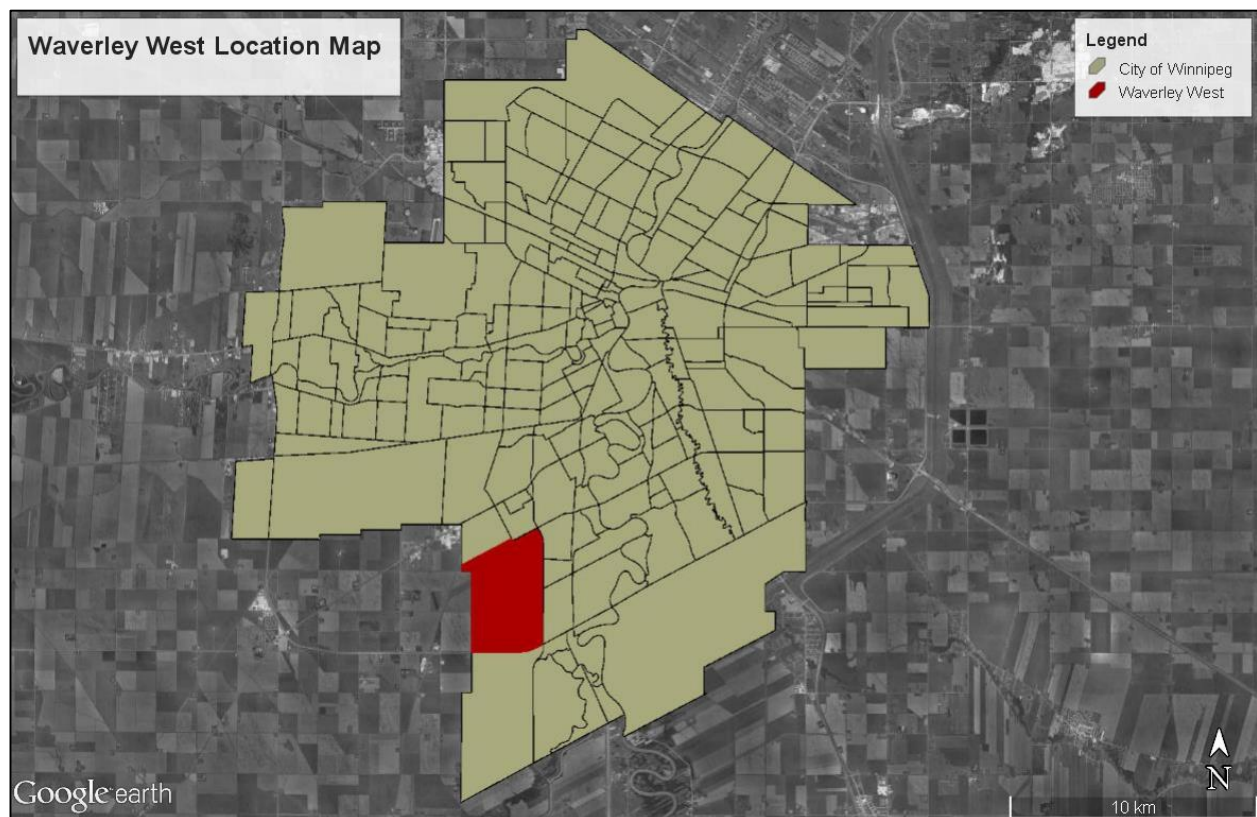 Waverley West Location Map
Legend
City of Winnipeg
Waverley West
Google earth
N
10 km